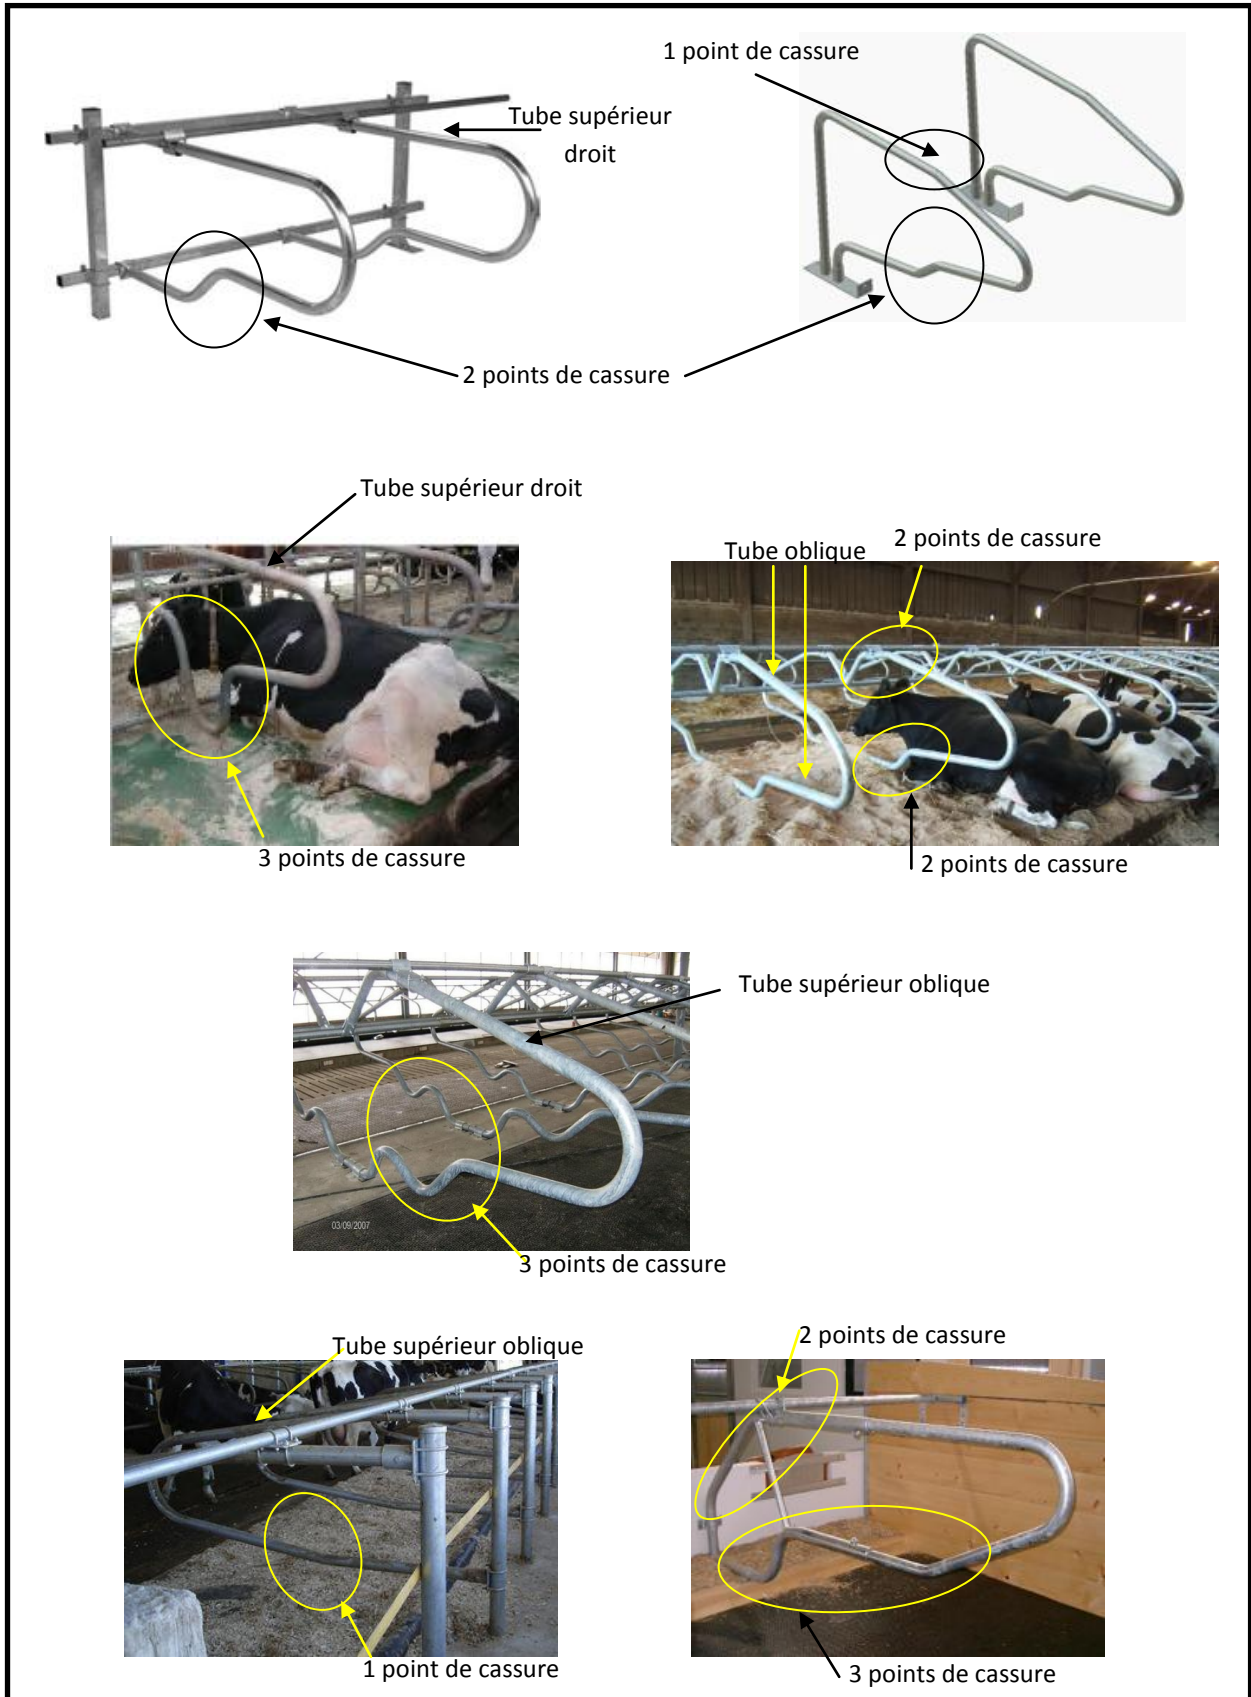 1 point de cassure
Tube supérieur
droit
2 points de cassure
Tube supérieur droit
2 points de cassure
Tube oblique
3 points de cassure
2 points de cassure
Tube supérieur oblique
03/09/2007
3 points de cassure
2 points de cassure
Tube supérieur oblique
1 point de cassure
3 points de cassure